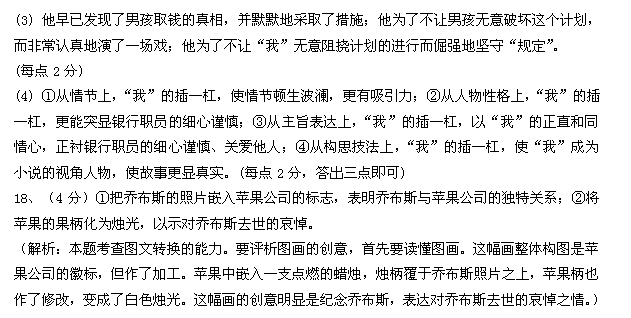 (3) 他早已发现了男孩取钱的真相，并默默地采取了措施；他为了不让男孩无意破坏这个计划，
而非常认真地演了一场戏；他为了不让“我”无意阻挠计划的进行而倔强地坚守“规定”。
(每点 2 分)
(4) ①从情节上，“我”的插一杠，使情节顿生波澜，更有吸引力；②从人物性格上，“我”的插
一杠，更能突显银行职员的细心谨慎；③从主旨表达上，“我”的插一杠，以“我”的正直和同
情心，正衬银行职员的细心谨慎、关爱他人；④从构思技法上，“我”的插一杠，使“我”成为
小说的视角人物，使故事更显真实。(每点 2 分，答出三点即可)
18、（4 分）①把乔布斯的照片嵌入苹果公司的标志，表明乔布斯与苹果公司的独特关系；②将
苹果的果柄化为烛光，以示对乔布斯去世的哀悼。
（解析：本题考查图文转换的能力。要评析图画的创意，首先要读懂图画。这幅画整体构图是苹
果公司的徽标，但作了加工。苹果中嵌入一支点燃的蜡烛，烛柄覆于乔布斯照片之上，苹果柄也
作了修改，变成了白色烛光。这幅画的创意明显是纪念乔布斯，表达对乔布斯去世的哀悼之情。）